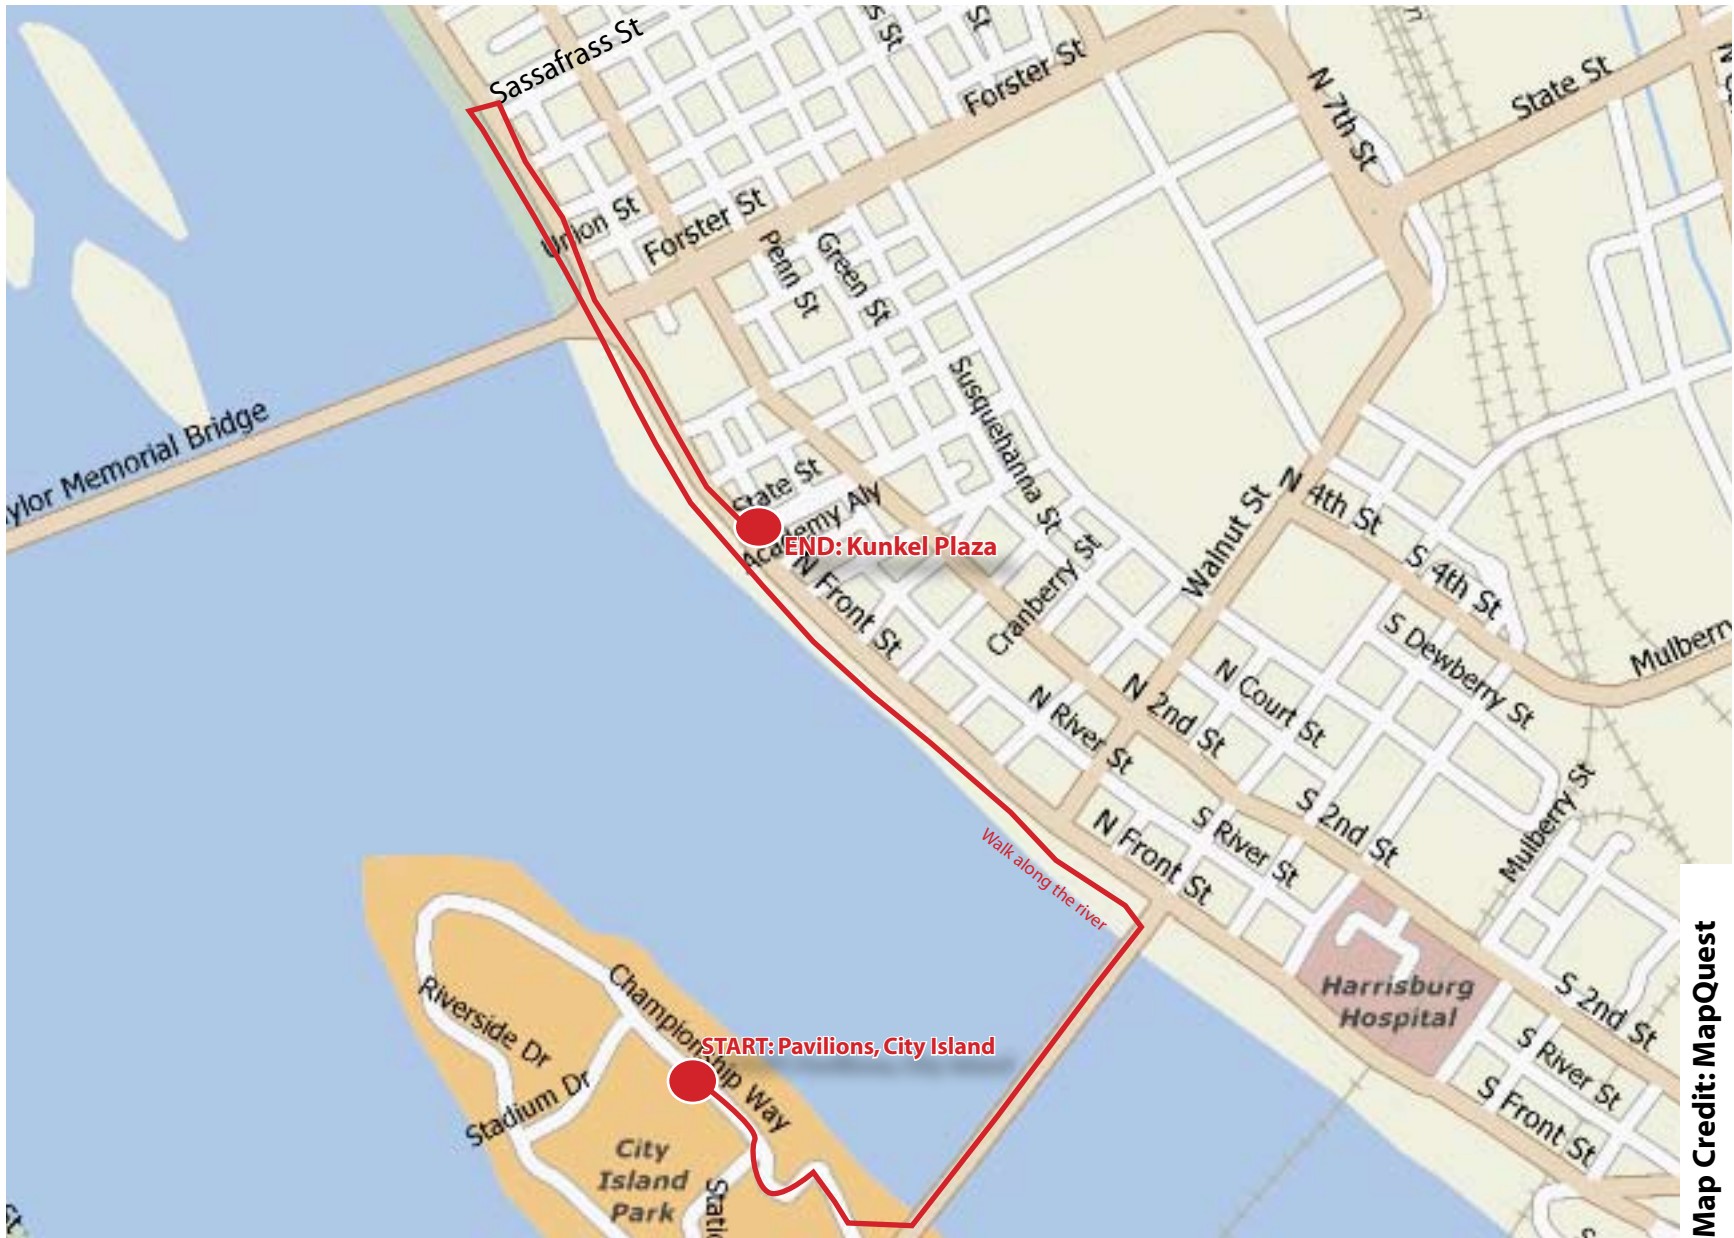 Sassafrass St
St
Forster St
N 7th St
State St
Union St
Forster St
Penn St
Green St
Susquehanna St
Memorial Bridge
State St
Academy Aly
END: Kunkel Plaza
N Front St
Cranberry St
Walnut St
N 4th St
S 4th St
S Dewberry St
Mulberry
N River St
N 2nd St
N Court St
S 2nd St
Mulberry St
N Front St
S River St
Walk along the river
Harrisburg
Hospital
S 2nd St
S River St
S Front St
Championship Way
Riverside Dr
Stadium Dr
START: Pavilions, City Island
City
Island
Park
Map Credit: MapQuest